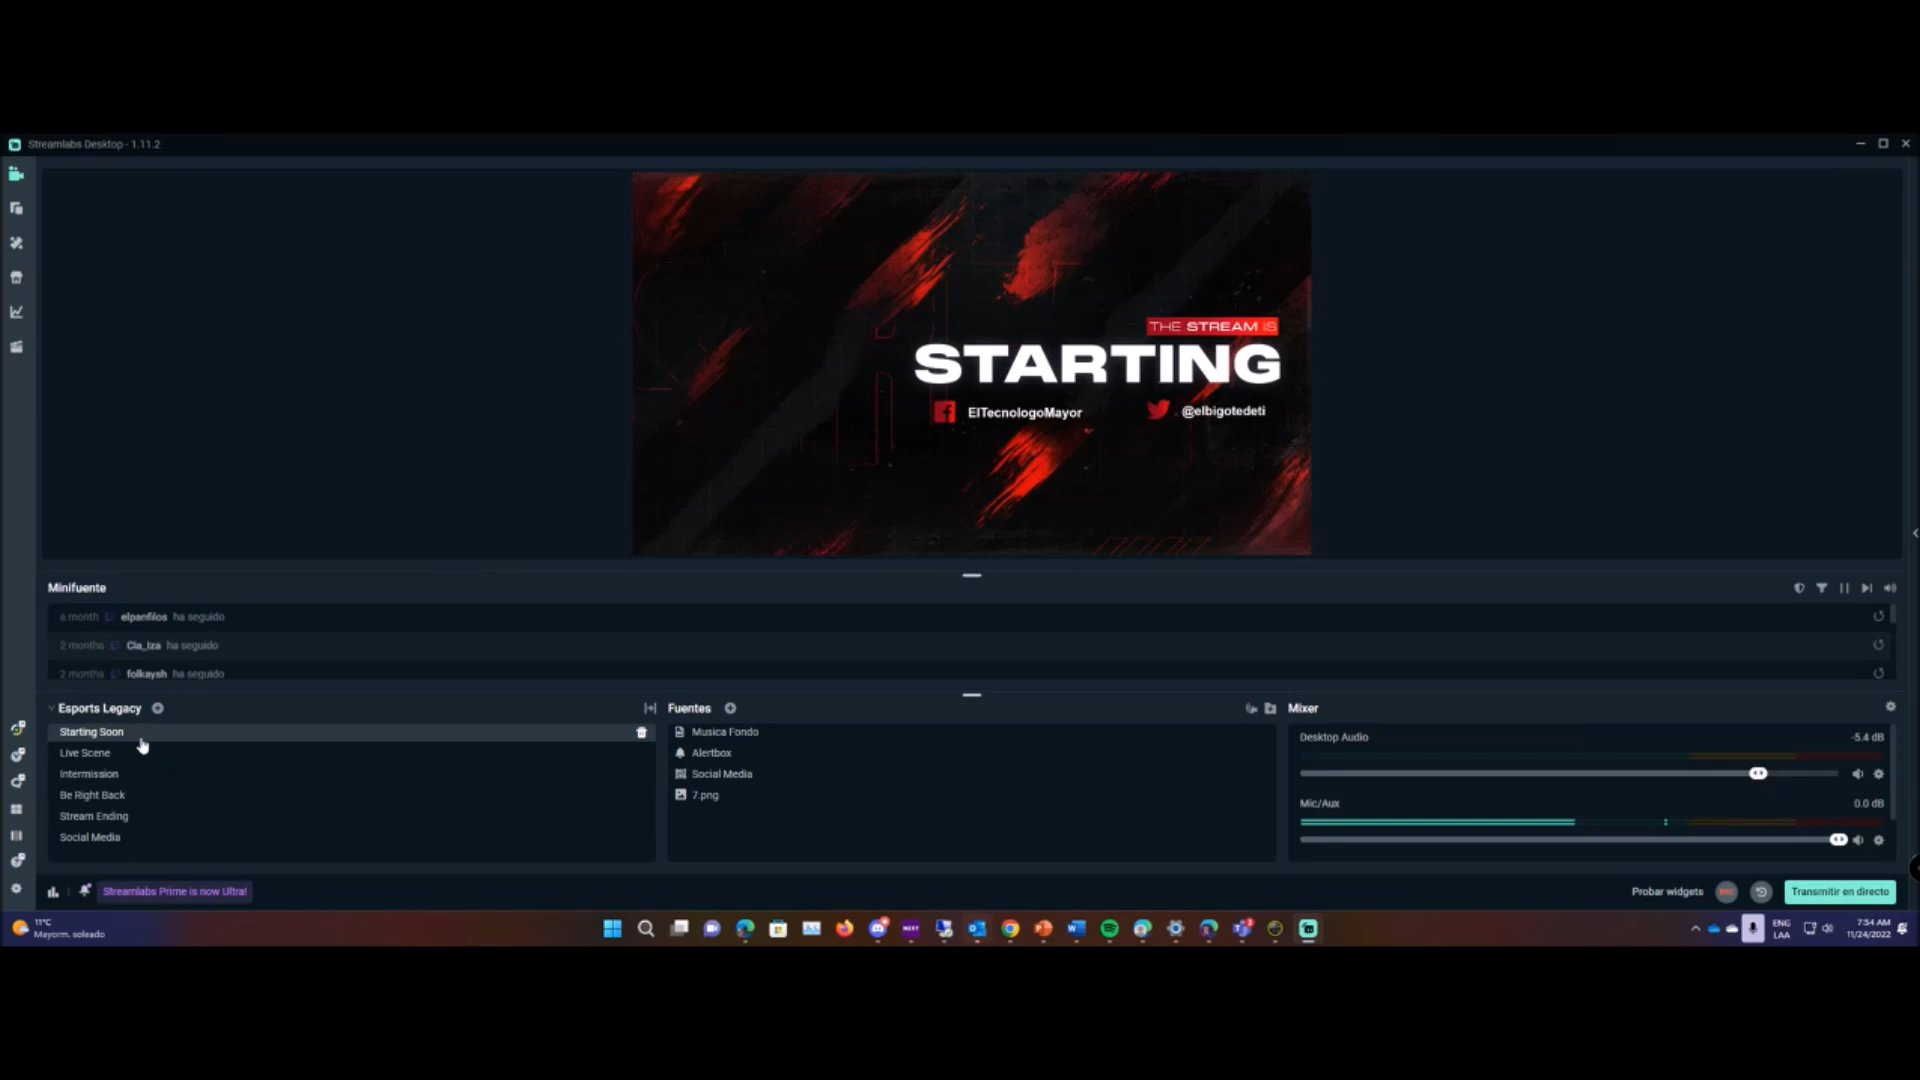 Streamlabs Desktop - 1.11.2
THE STREAM IS
STARTING
ElTecnologoMayor
@elbigotedeti
Minifuente
a month elpanfilos ha seguido
2 months Cia_Iza ha seguido
2 months folkaysh ha seguido
Esports Legacy
Starting Soon
Live Scene
Intermission
Be Right Back
Stream Ending
Social Media
Fuentes
Musica Fondo
Alertbox
Social Media
7.png
Mixer
Desktop Audio -5.4 dB
Mic/Aux 0.0 dB
Streamlabs Prime is now Ultra!
Probar widgets
REC
Transmitir en directo
11°C
Mayorm. soleado
NEXT
ENG
LAA
7:54 AM
11/24/2022